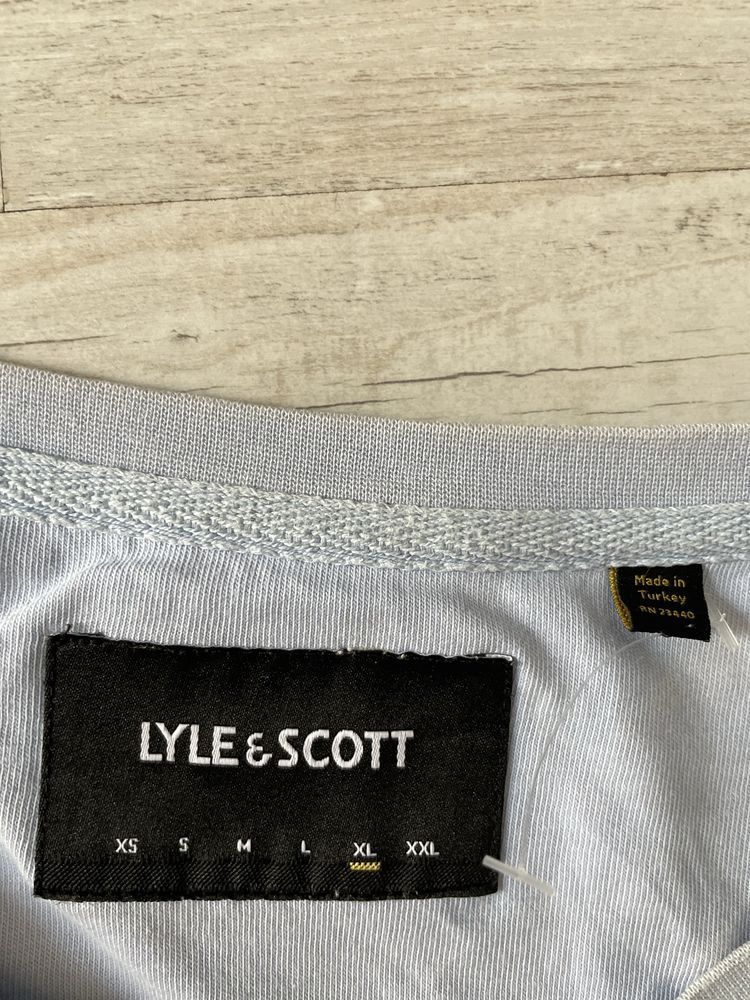 Made in
Turkey
RN 23440
LYLE & SCOTT
XS S M L XL XXL